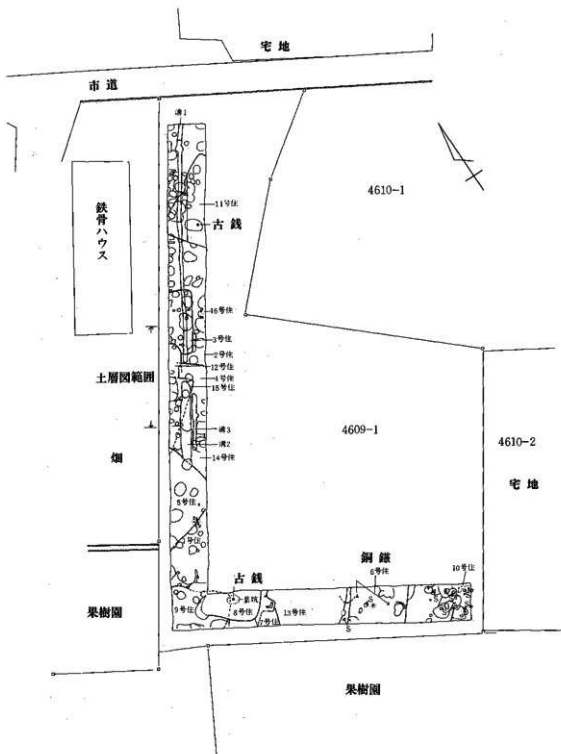 宅地
市道
溝1
4610-1
鉄骨ハウス
11号住
古銭
16号住
3号住
2号住
12号住
土層図範囲
4号住
15号住
4609-1
4610-2
溝3
溝2
畑
14号住
宅地
5号住
号住
銅鏃
古銭
6号住
10号住
果樹園
9号住
墓坑
8号住
13号住
7号住
S
S
S
果樹園